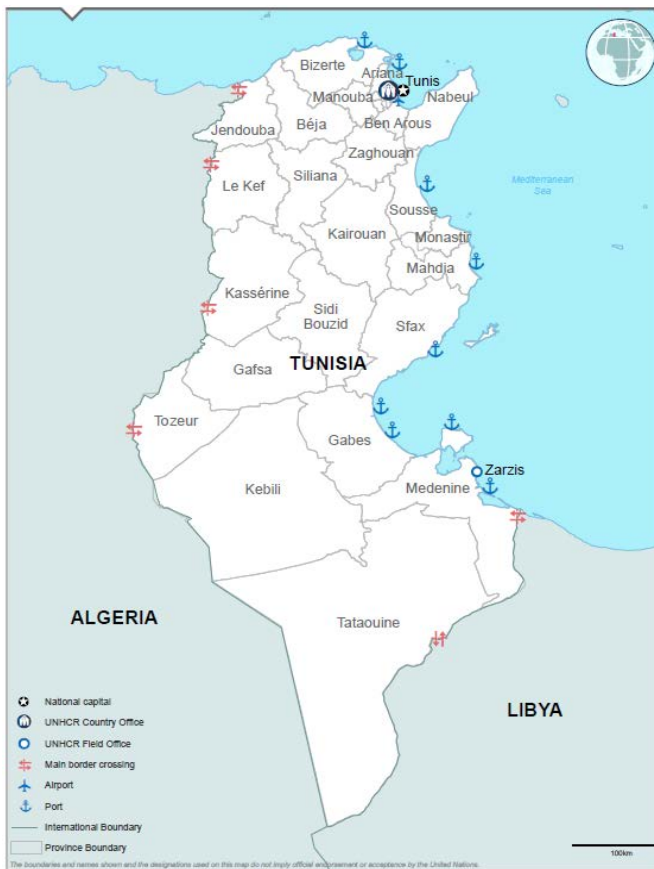 Bizerte
Ariana
Tunis
Manouba
Nabeul
Jendouba
Béja
Ben Arous
Zaghouan
Le Kef
Siliana
Mediterranean
Sea
Sousse
Kairouan
Monastir
Mahdia
Kassérine
Sidi
Bouzid
Sfax
TUNISIA
Gafsa
Tozeur
Gabes
Zarzis
Kebili
Medenine
ALGERIA
Tataouine
LIBYA
National capital
UNHCR Country Office
UNHCR Field Office
Main border crossing
Airport
Port
International Boundary
Province Boundary
100km
The boundaries and names shown and the designations used on this map do not imply official endorsement or acceptance by the United Nations.